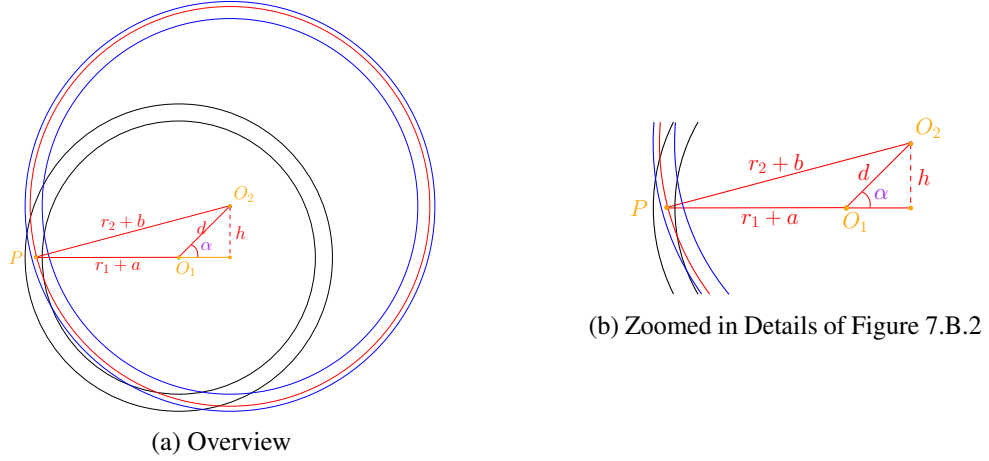 O₂
r₂ + b
d
h
α
P
r₁ + a
O₁
(a) Overview
O₂
r₂ + b
d
h
α
P
r₁ + a
O₁
(b) Zoomed in Details of Figure 7.B.2